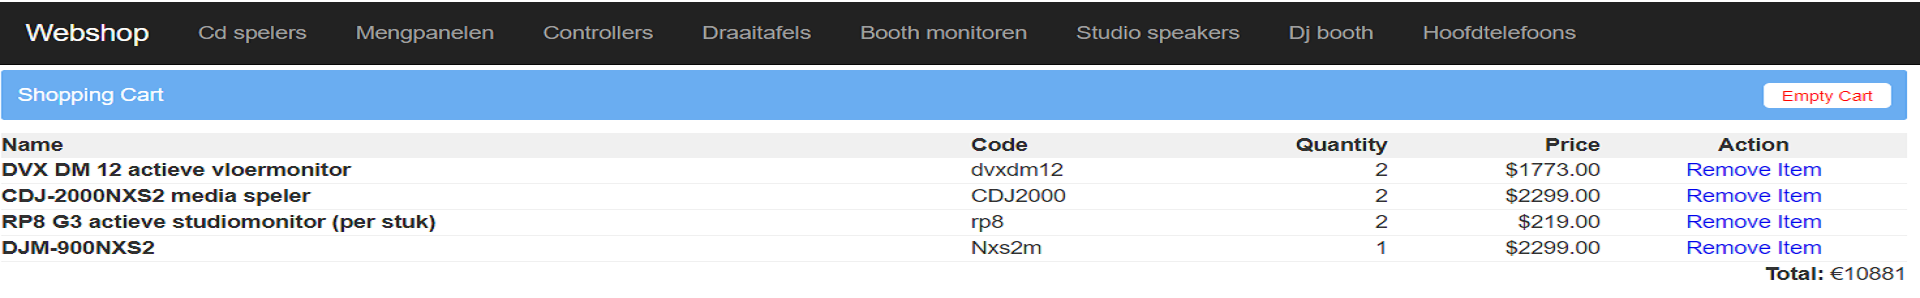 Webshop Cd spelers Mengpanelen Controllers Draaitafels Booth monitoren Studio speakers Dj booth Hoofdtelefoons
Shopping Cart Empty Cart
Name Code Quantity Price Action
DVX DM 12 actieve vloermonitor dvxdm12 2 $1773.00 Remove Item
CDJ-2000NXS2 media speler CDJ2000 2 $2299.00 Remove Item
RP8 G3 actieve studiomonitor (per stuk) rp8 2 $219.00 Remove Item
DJM-900NXS2 Nxs2m 1 $2299.00 Remove Item
Total: €10881